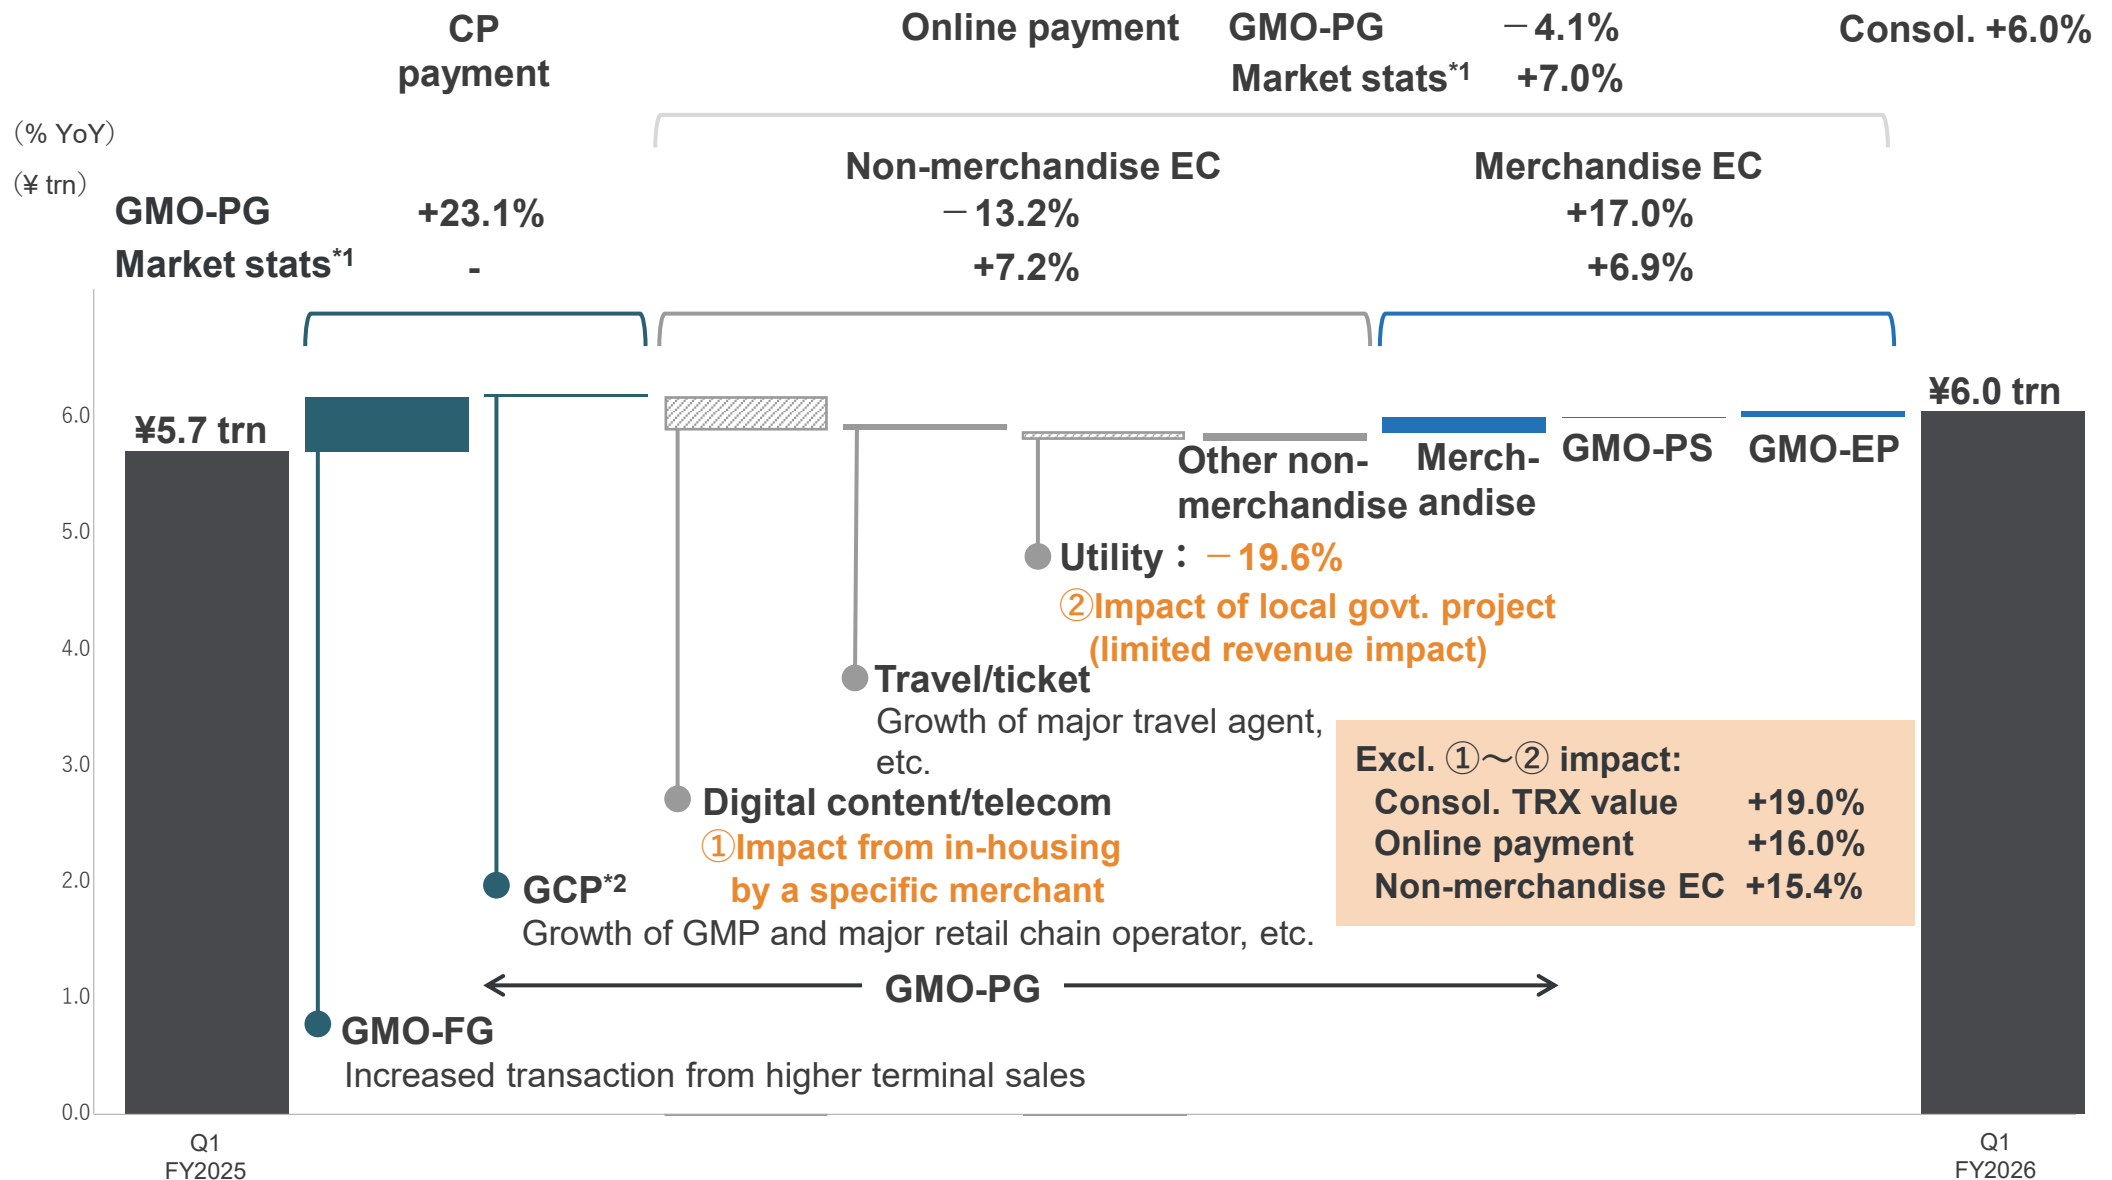 CP
payment
Online payment GMO-PG －4.1%
Market stats*1 +7.0%
Consol. +6.0%
（% YoY）
（¥ trn）
Non-merchandise EC
Merchandise EC
GMO-PG +23.1% －13.2% +17.0%
Market stats*1 - +7.2% +6.9%
6.0
5.0
4.0
3.0
2.0
1.0
0.0
¥5.7 trn
¥6.0 trn
Other non-
merchandise
Merch-
andise
GMO-PS
GMO-EP
Utility：－19.6%
②Impact of local govt. project
(limited revenue impact)
Travel/ticket
Growth of major travel agent,
etc.
Digital content/telecom
①Impact from in-housing
by a specific merchant
Excl. ①～② impact:
Consol. TRX value +19.0%
Online payment +16.0%
Non-merchandise EC +15.4%
GCP*2
Growth of GMP and major retail chain operator, etc.
GMO-PG
GMO-FG
Increased transaction from higher terminal sales
Q1
FY2025
Q1
FY2026